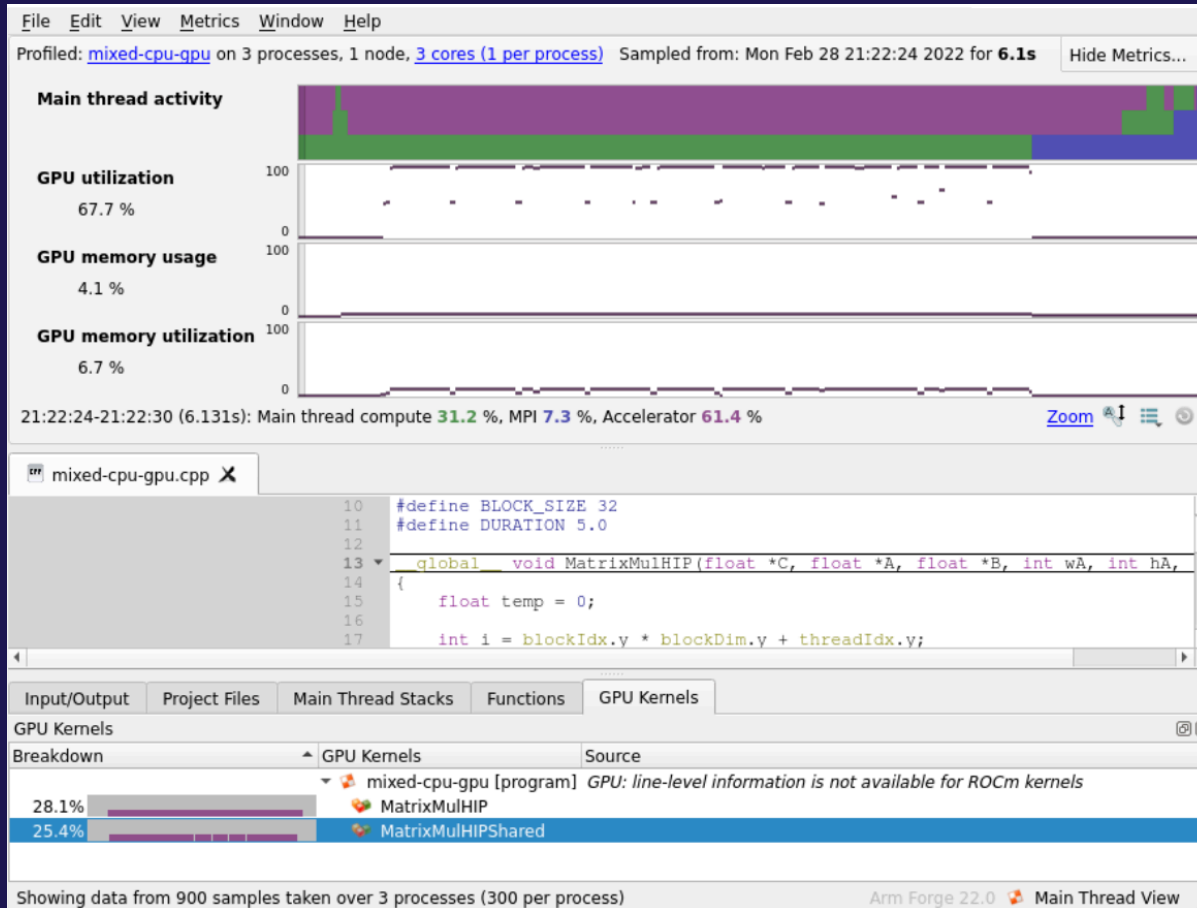 File Edit View Metrics Window Help
Profiled: mixed-cpu-gpu on 3 processes, 1 node, 3 cores (1 per process) Sampled from: Mon Feb 28 21:22:24 2022 for 6.1s Hide Metrics...
Main thread activity
GPU utilization
67.7 %
100
0
GPU memory usage
4.1 %
100
0
GPU memory utilization
6.7 %
100
0
21:22:24-21:22:30 (6.131s): Main thread compute 31.2 %, MPI 7.3 %, Accelerator 61.4 % Zoom
mixed-cpu-gpu.cpp X
10 #define BLOCK_SIZE 32
11 #define DURATION 5.0
12
13 __global__ void MatrixMulHIP(float *C, float *A, float *B, int wA, int hA,
14 {
15 float temp = 0;
16
17 int i = blockIdx.y * blockDim.y + threadIdx.y;
Input/Output Project Files Main Thread Stacks Functions GPU Kernels
GPU Kernels
Breakdown GPU Kernels Source
mixed-cpu-gpu [program] GPU: line-level information is not available for ROCm kernels
28.1% MatrixMulHIP
25.4% MatrixMulHIPShared
Showing data from 900 samples taken over 3 processes (300 per process) Arm Forge 22.0 Main Thread View